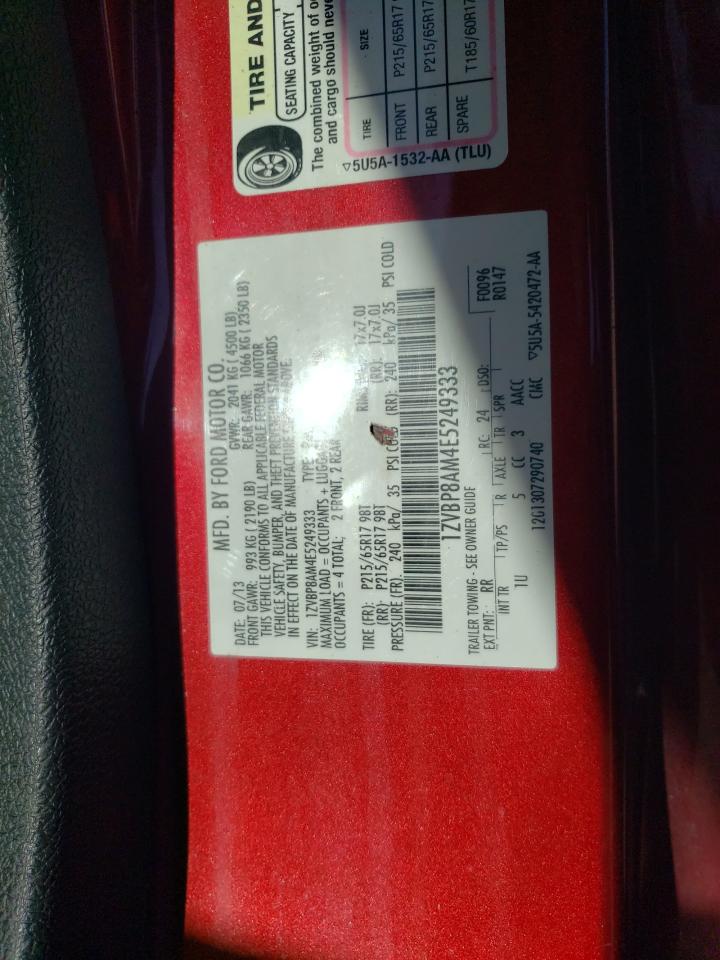 TIRE AND
SEATING CAPACITY
The combined weight of oc
and cargo should never
TIRE SIZE
FRONT P215/65R17
REAR P215/65R17
SPARE T185/60R17
▽5U5A-1532-AA (TLU)
MFD. BY FORD MOTOR CO.
DATE: 07/13 GVWR: 2041 KG ( 4500 LB)
FRONT GAWR: 993 KG ( 2190 LB) REAR GAWR: 1066 KG ( 2350 LB)
THIS VEHICLE CONFORMS TO ALL APPLICABLE FEDERAL MOTOR
VEHICLE SAFETY, BUMPER, AND THEFT PREVENTION STANDARDS
IN EFFECT ON THE DATE OF MANUFACTURE ABOVE.
VIN: 1ZVBP8AM4E5249333 TYPE:
MAXIMUM LOAD = OCCUPANTS + LUGGAGE
OCCUPANTS = 4 TOTAL; 2 FRONT, 2 REAR
TIRE (FR): P215/65R17 98T 17x7.0J
(RR): P215/65R17 98T (RR): 17x7.0J
PRESSURE (FR): 240 kPa/ 35 PSI COLD (RR): 240 kPa/ 35 PSI COLD
1ZVBP8AM4E5249333
TRAILER TOWING - SEE OWNER GUIDE
EXT PNT: RR RC: 24 DSO: F0096
R0147
INT TR TP/PS R AXLE TR SPR
TU 5 CC 3 AACC
12G1307290740 CJMC ▽5U5A-5420472-AA